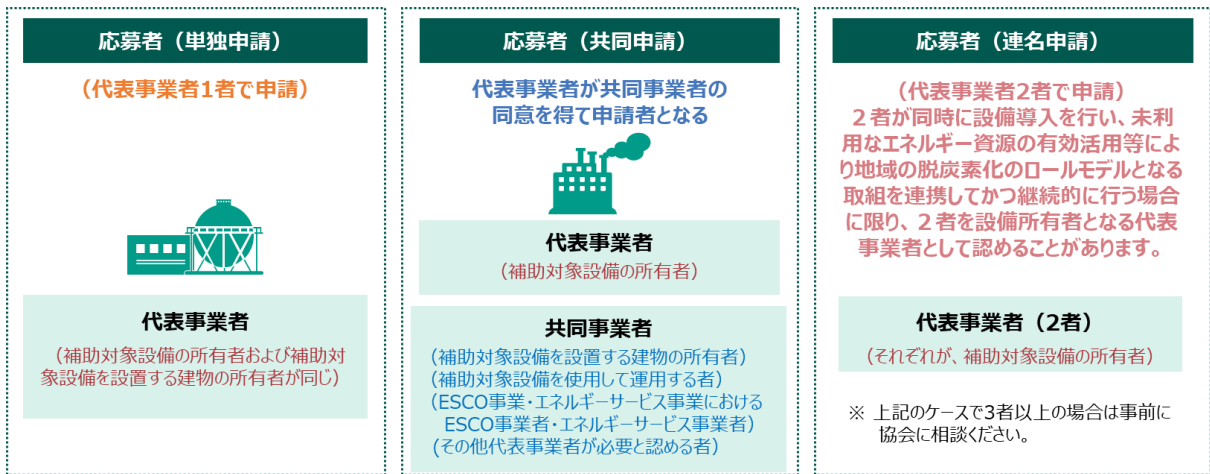 応募者（単独申請）
（代表事業者1者で申請）
代表事業者
（補助対象設備の所有者および補助対
象設備を設置する建物の所有者が同じ）
応募者（共同申請）
代表事業者が共同事業者の
同意を得て申請者となる
代表事業者
（補助対象設備の所有者）
共同事業者
（補助対象設備を設置する建物の所有者）
（補助対象設備を使用して運用する者）
（ESCO事業・エネルギーサービス事業における
ESCO事業者・エネルギーサービス事業者）
（その他代表事業者が必要と認める者）
応募者（連名申請）
（代表事業者2者で申請）
２者が同時に設備導入を行い、未利
用なエネルギー資源の有効活用等によ
り地域の脱炭素化のロールモデルとなる
取組を連携してかつ継続的に行う場合
に限り、２者を設備所有者となる代表
事業者として認めることがあります。
代表事業者（2者）
（それぞれが、補助対象設備の所有者）
※ 上記のケースで3者以上の場合は事前に
協会に相談ください。